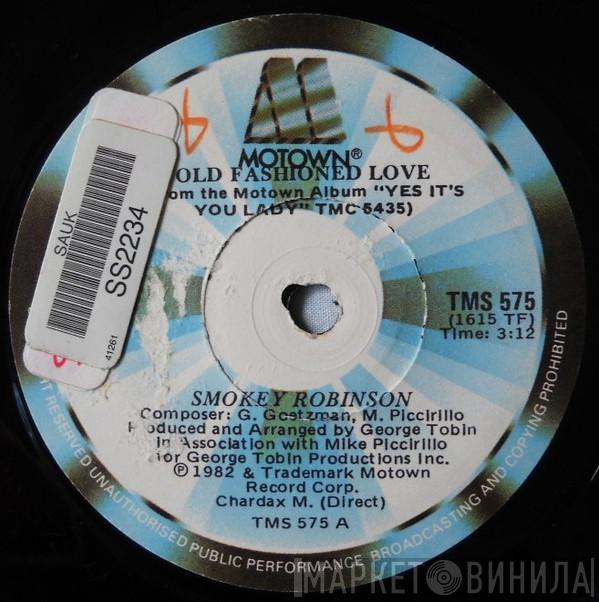 MOTOWN®
OLD FASHIONED LOVE
om the Motown Album "YES IT'S
YOU LADY" TMC 5435)
SAUK
SS2234
41261
TMS 575
(1615 TF)
Time: 3:12
SMOKEY ROBINSON
Composer: G. Goetzman, M. Piccirillo
Produced and Arranged by George Tobin
in Association with Mike Piccirillo
for George Tobin Productions Inc.
℗ 1982 & Trademark Motown
Record Corp.
Chardax M. (Direct)
TMS 575 A
HT RESERVED UNAUTHORISED PUBLIC PERFORMANCE, BROADCASTING AND COPYING PROHIBITED
МАРКЕТ ВИНИЛА